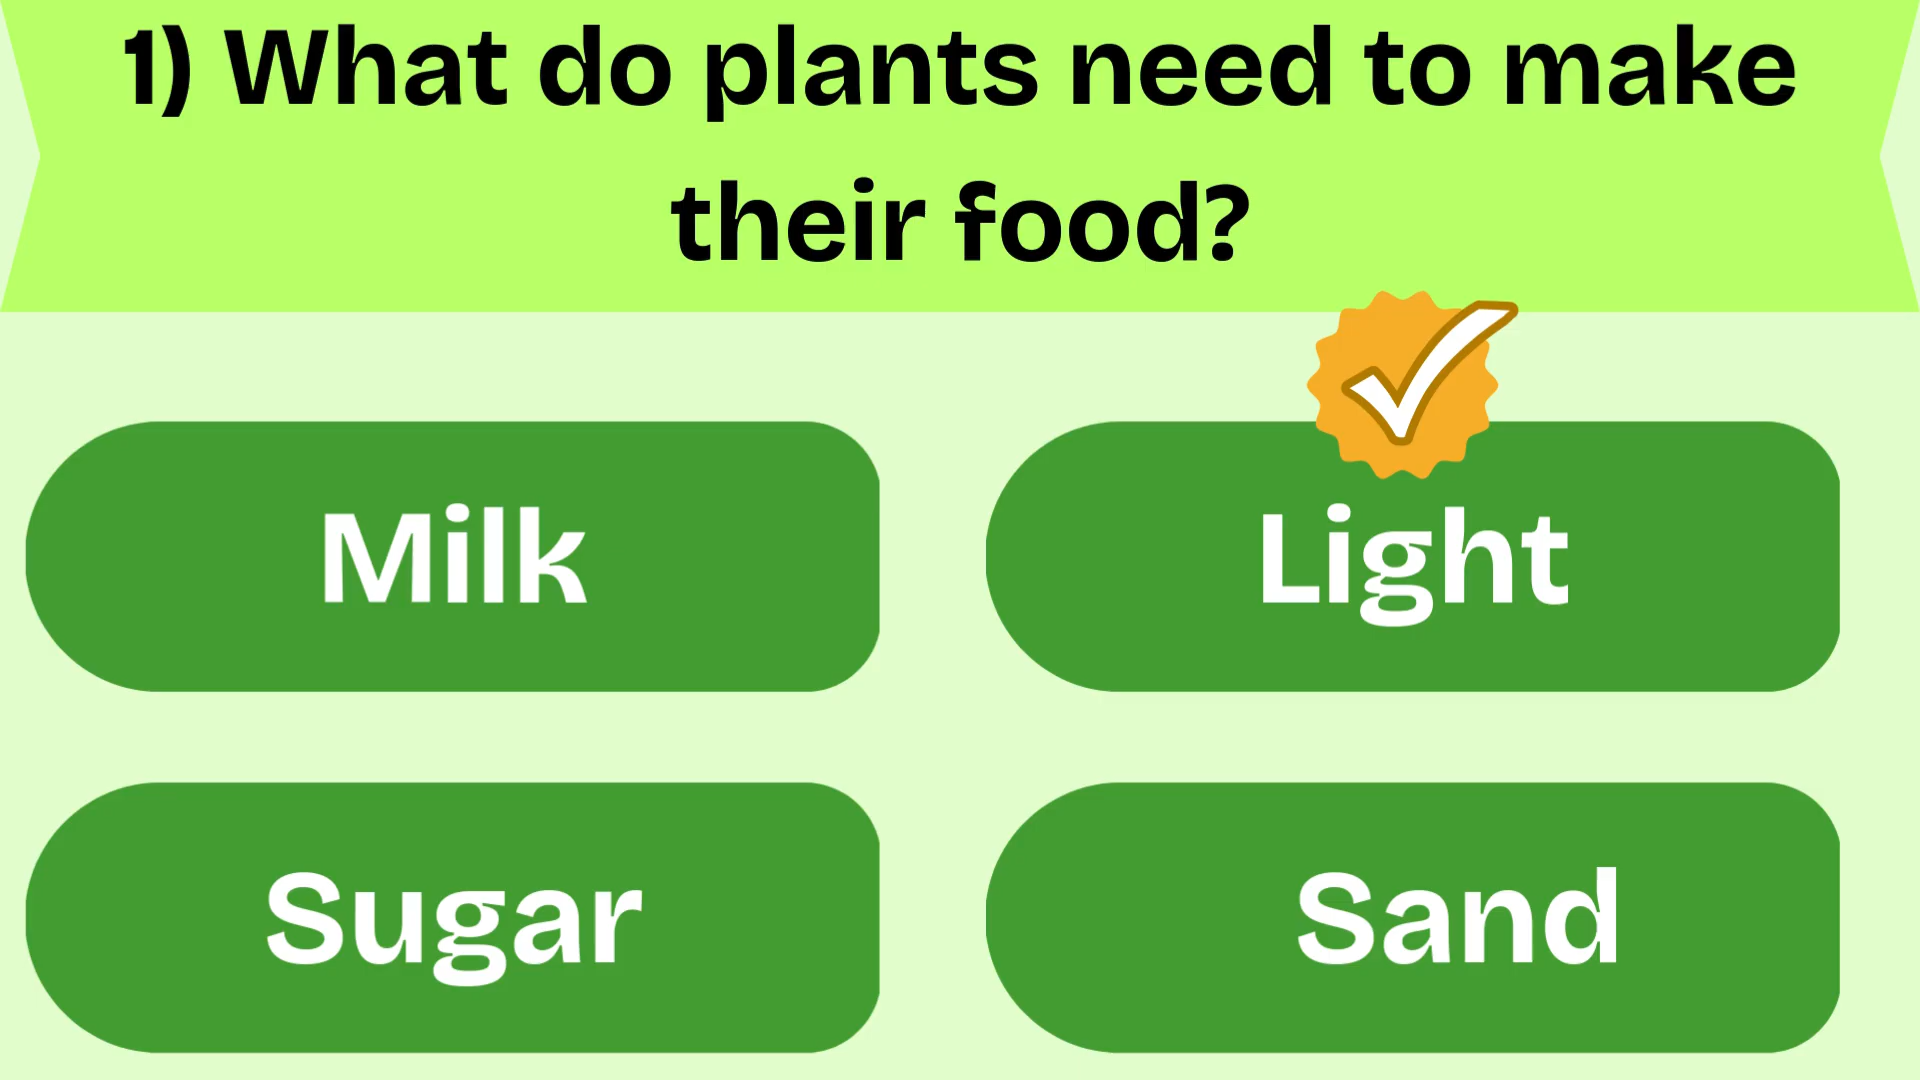 1) What do plants need to make
their food?
Milk
Light
Sugar
Sand